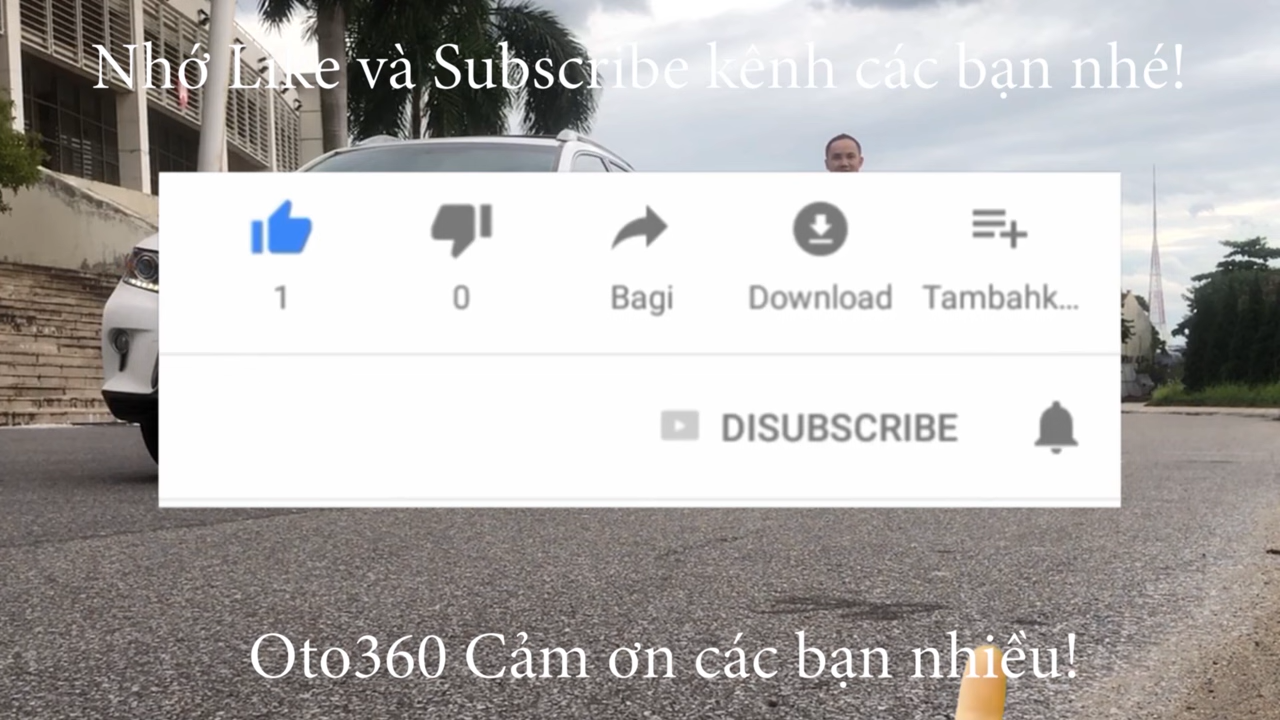 Nhớ Like và Subscribe kênh các bạn nhé!
1 0 Bagi Download Tambahk...
DISUBSCRIBE
Oto360 Cảm ơn các bạn nhiều!